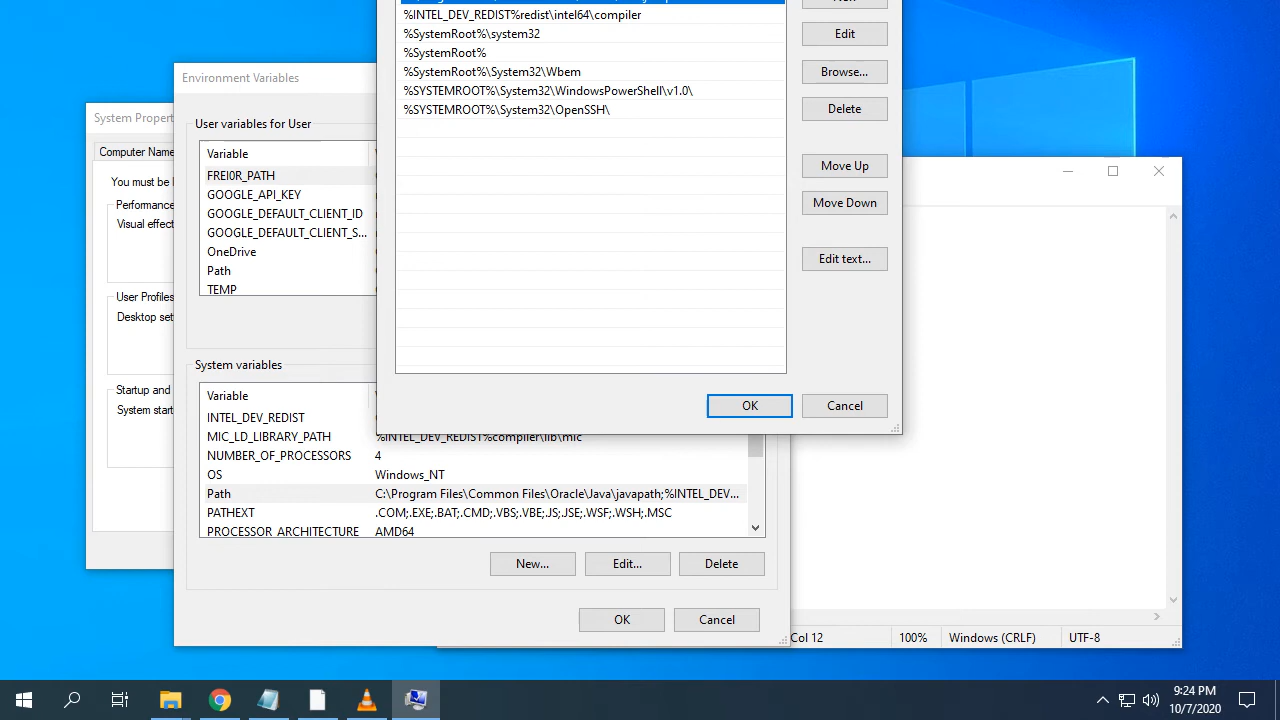 %INTEL_DEV_REDIST%redist\intel64\compiler
%SystemRoot%\system32
%SystemRoot%
%SystemRoot%\System32\Wbem
%SYSTEMROOT%\System32\WindowsPowerShell\v1.0\
%SYSTEMROOT%\System32\OpenSSH\
Edit
Browse...
Delete
Move Up
Move Down
Edit text...
OK
Cancel
Environment Variables
User variables for User
Variable
FREI0R_PATH
GOOGLE_API_KEY
GOOGLE_DEFAULT_CLIENT_ID
GOOGLE_DEFAULT_CLIENT_S...
OneDrive
Path
TEMP
System variables
Variable
INTEL_DEV_REDIST
MIC_LD_LIBRARY_PATH %INTEL_DEV_REDIST%compiler\lib\mic
NUMBER_OF_PROCESSORS 4
OS Windows_NT
Path C:\Program Files\Common Files\Oracle\Java\javapath;%INTEL_DEV...
PATHEXT .COM;.EXE;.BAT;.CMD;.VBS;.VBE;.JS;.JSE;.WSF;.WSH;.MSC
PROCESSOR_ARCHITECTURE AMD64
New... Edit... Delete
OK Cancel
System Propert
Computer Name
You must be
Performance
Visual effect
User Profiles
Desktop set
Startup and
System start
Col 12 100% Windows (CRLF) UTF-8
9:24 PM
10/7/2020